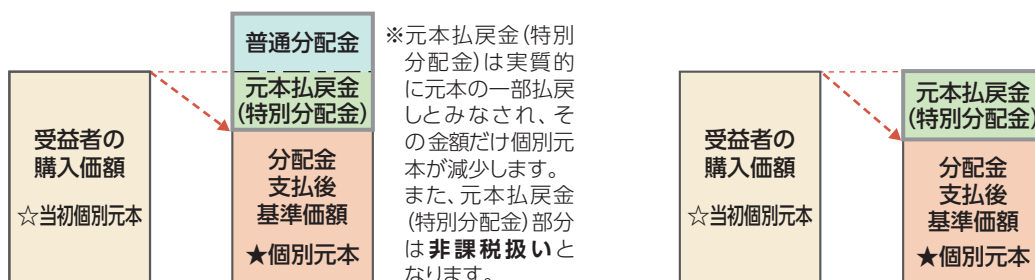 普通分配金
元本払戻金
(特別分配金)
受益者の
購入価額
☆当初個別元本
分配金
支払後
基準価額
★個別元本
※元本払戻金(特別
分配金)は実質的
に元本の一部払戻
しとみなされ、そ
の金額だけ個別元
本が減少します。
また、元本払戻金
(特別分配金)部分
は非課税扱いと
なります。
受益者の
購入価額
☆当初個別元本
元本払戻金
(特別分配金)
分配金
支払後
基準価額
★個別元本